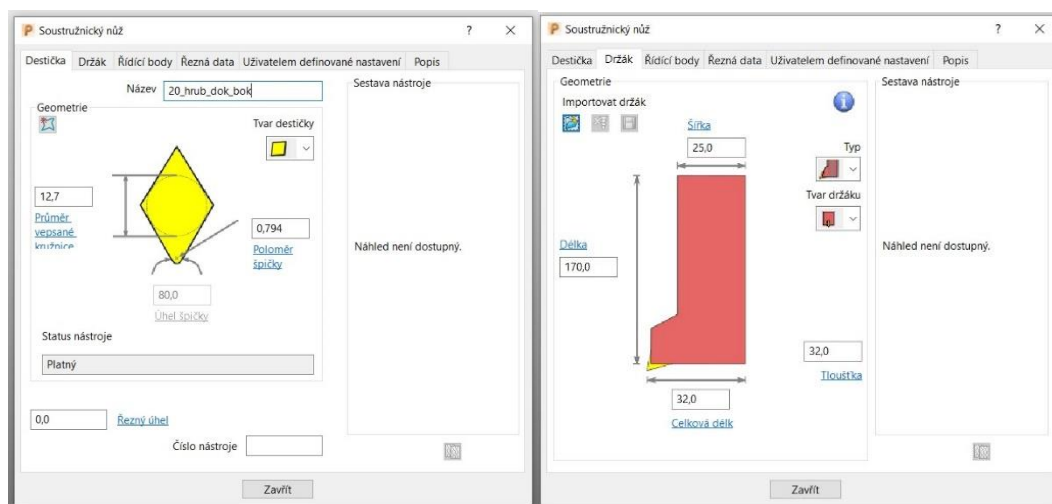 Soustružnický nůž
?
Destička Držák Řídící body Řezná data Uživatelem definované nastavení Popis
Název 20_hrub_dok_bok
Geometrie
Tvar destičky
12,7
Průměr
vepsané
kružnice
0,794
Poloměr
špičky
80,0
Úhel špičky
Status nástroje
Platný
0,0 Řezný úhel
Číslo nástroje
Sestava nástroje
Náhled není dostupný.
Zavřít
Soustružnický nůž
?
Destička Držák Řídící body Řezná data Uživatelem definované nastavení Popis
Geometrie
Importovat držák
Šířka
25,0
Typ
Tvar držáku
Délka
170,0
32,0
Tloušťka
32,0
Celková délk
Sestava nástroje
Náhled není dostupný.
Zavřít